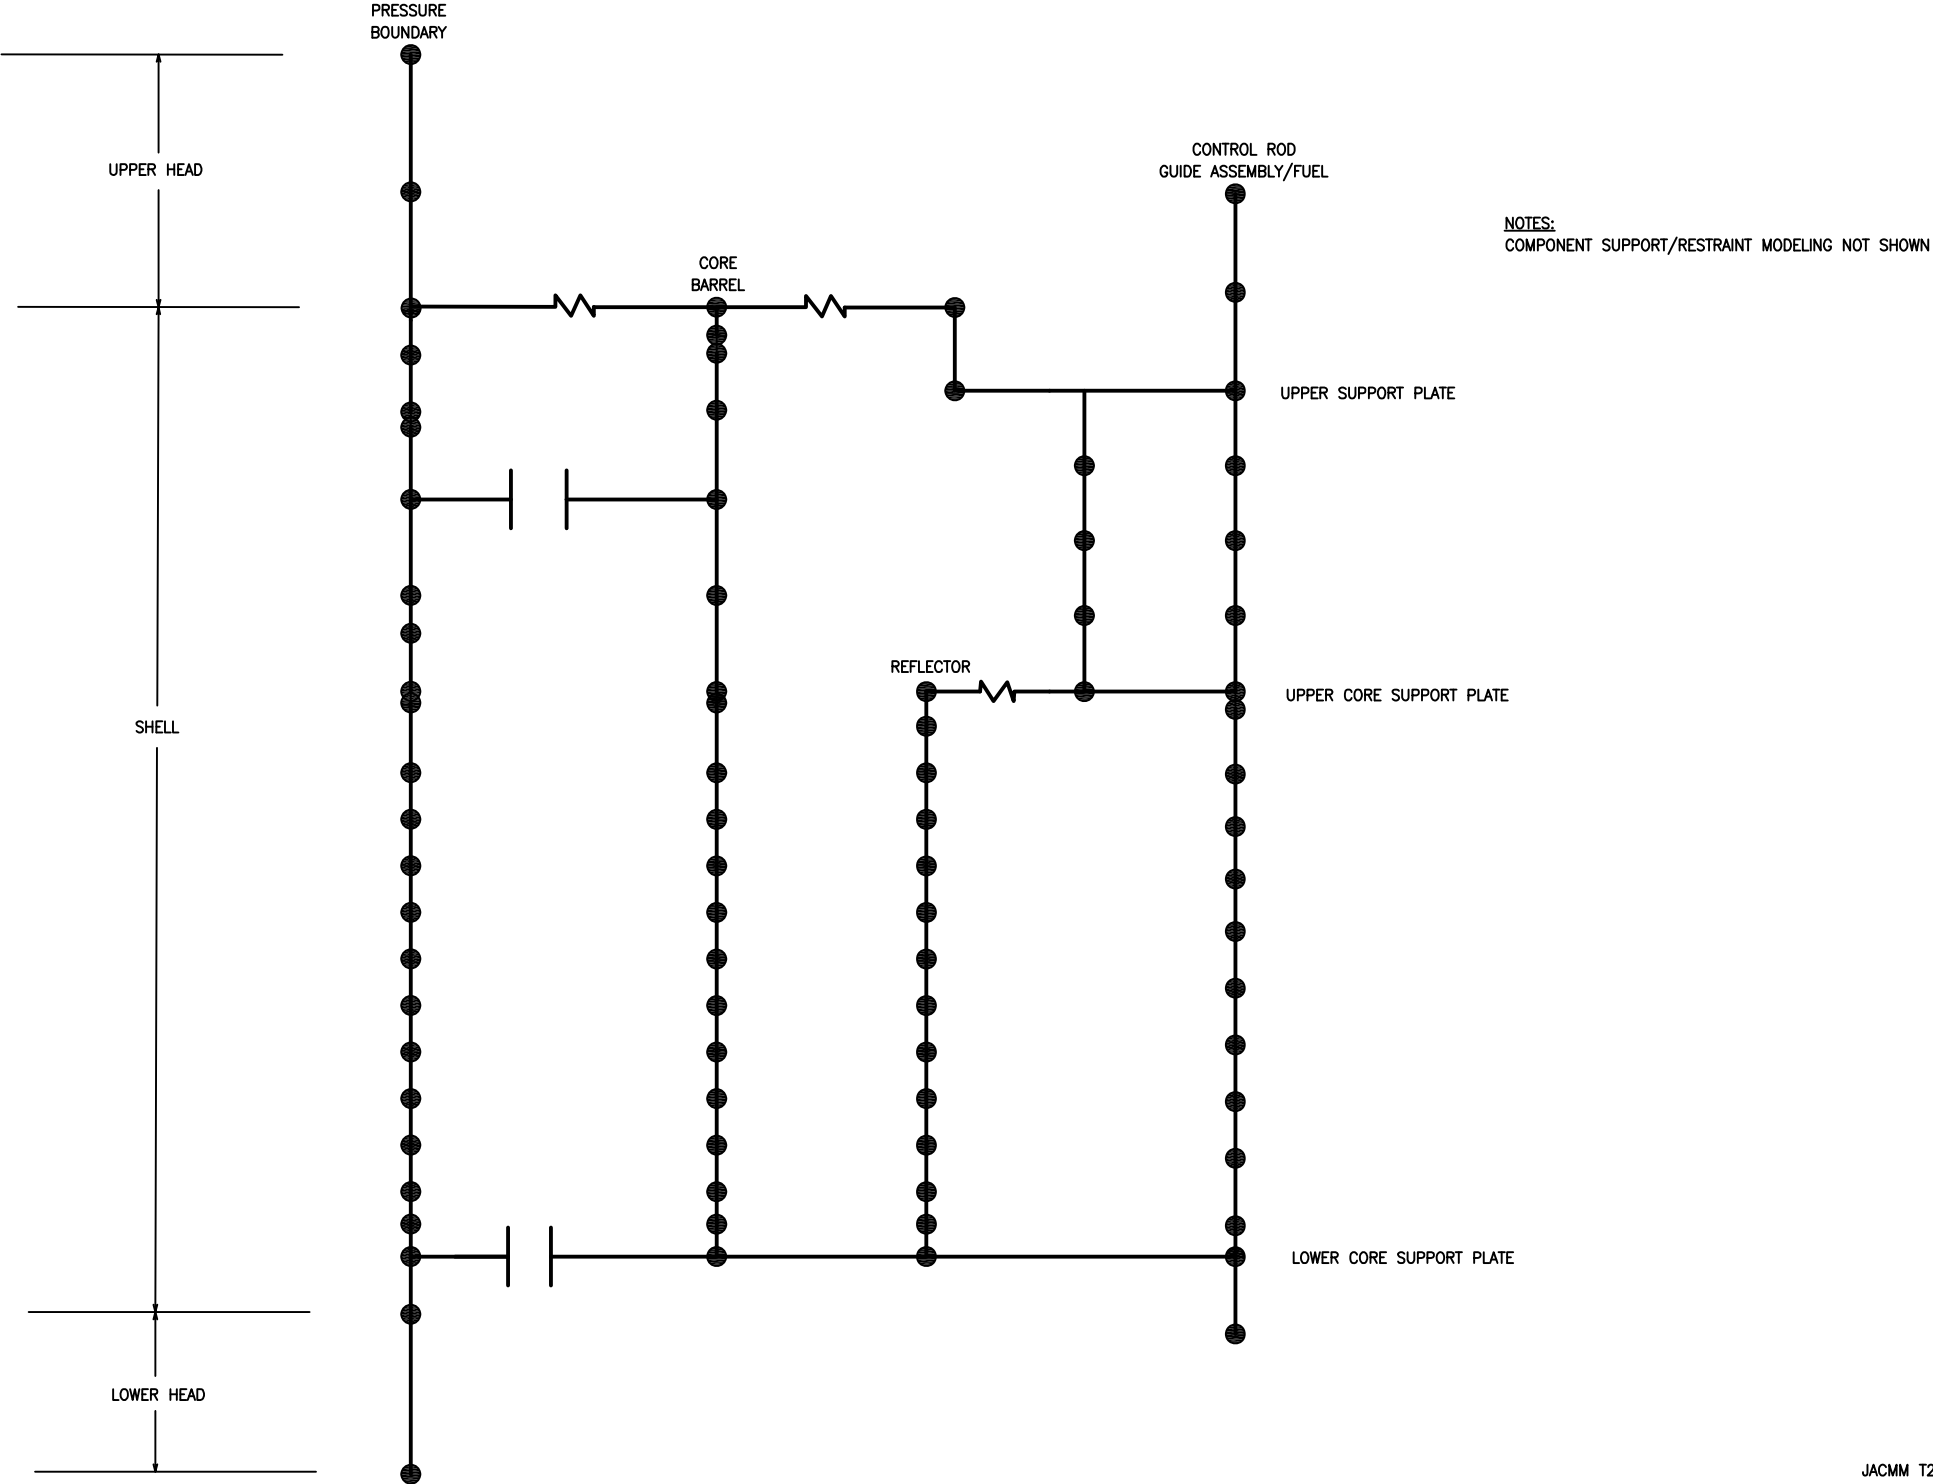 PRESSURE
BOUNDARY
UPPER HEAD
CONTROL ROD
GUIDE ASSEMBLY/FUEL
NOTES:
COMPONENT SUPPORT/RESTRAINT MODELING NOT SHOWN
CORE
BARREL
UPPER SUPPORT PLATE
REFLECTOR
UPPER CORE SUPPORT PLATE
SHELL
LOWER CORE SUPPORT PLATE
LOWER HEAD
JACMM T2